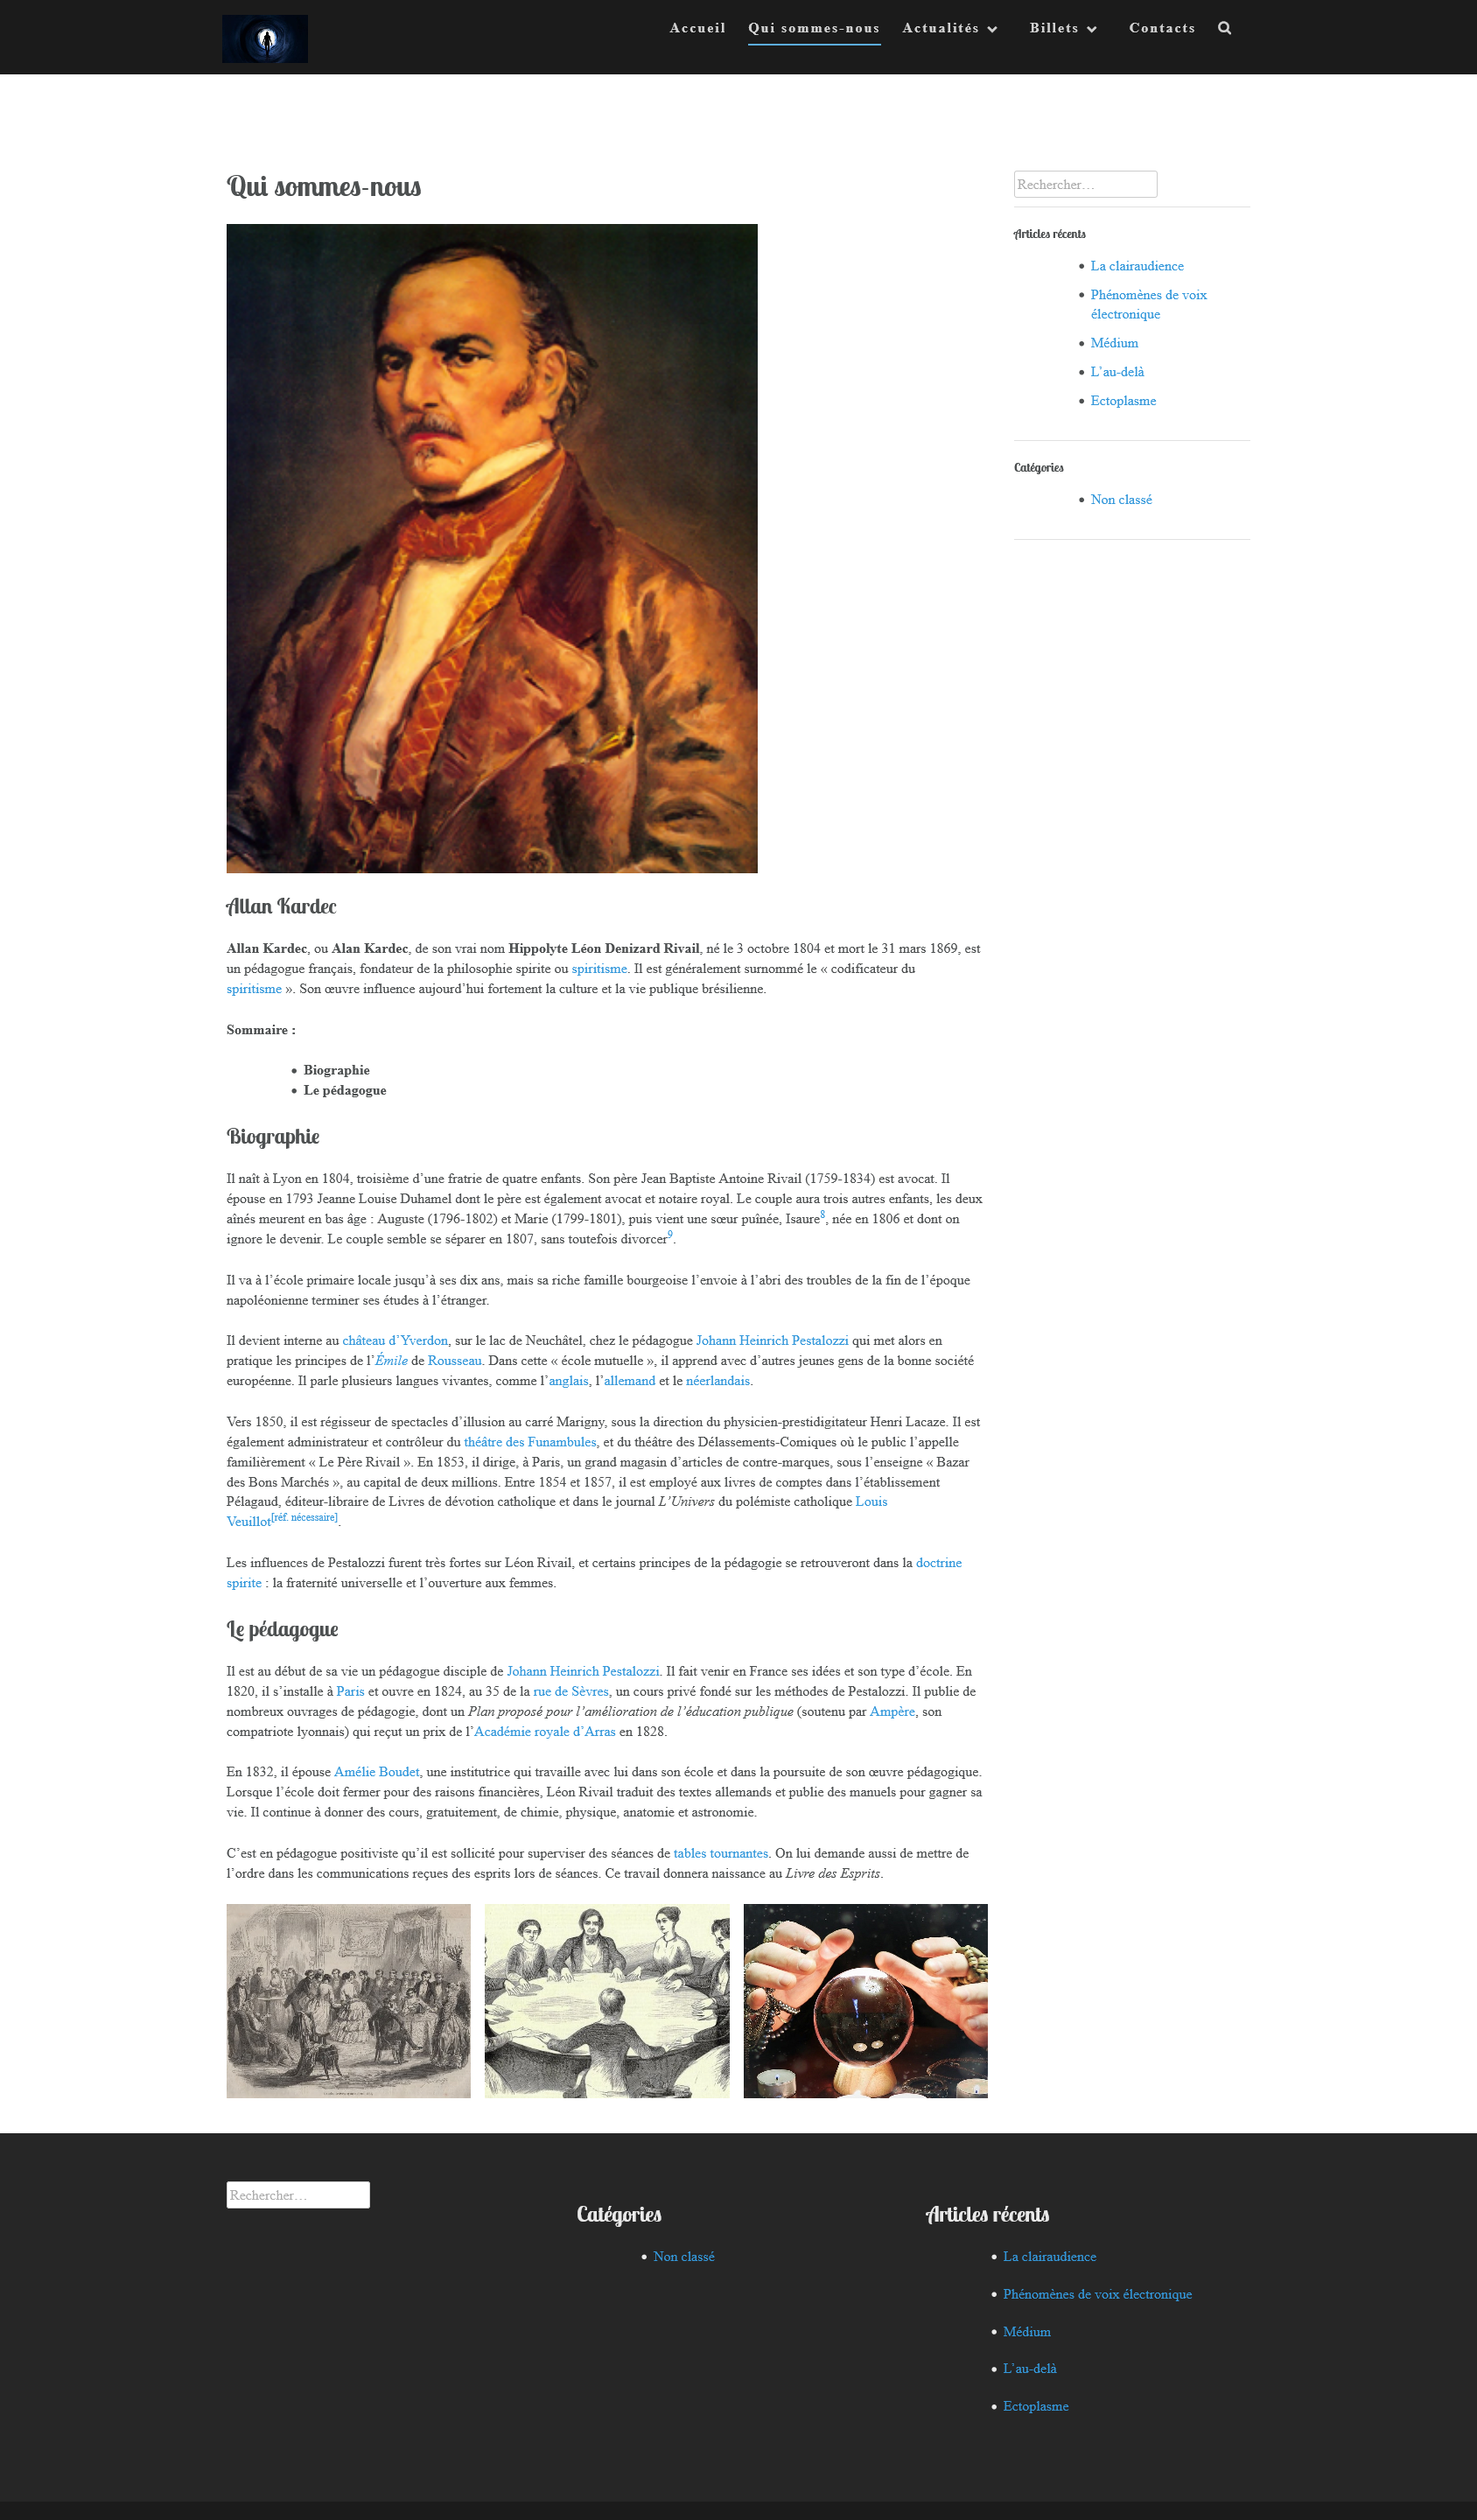 Accueil Qui sommes-nous Actualités Billets Contacts
Qui sommes-nous
Allan Kardec
Allan Kardec, ou Alan Kardec, de son vrai nom Hippolyte Léon Denizard Rivail, né le 3 octobre 1804 et mort le 31 mars 1869, est
un pédagogue français, fondateur de la philosophie spirite ou spiritisme. Il est généralement surnommé le « codificateur du
spiritisme ». Son œuvre influence aujourd’hui fortement la culture et la vie publique brésilienne.
Sommaire :
• Biographie
• Le pédagogue
Biographie
Il naît à Lyon en 1804, troisième d’une fratrie de quatre enfants. Son père Jean Baptiste Antoine Rivail (1759-1834) est avocat. Il
épouse en 1793 Jeanne Louise Duhamel dont le père est également avocat et notaire royal. Le couple aura trois autres enfants, les deux
aînés meurent en bas âge : Auguste (1796-1802) et Marie (1799-1801), puis vient une sœur puînée, Isaure8, née en 1806 et dont on
ignore le devenir. Le couple semble se séparer en 1807, sans toutefois divorcer9.
Il va à l’école primaire locale jusqu’à ses dix ans, mais sa riche famille bourgeoise l’envoie à l’abri des troubles de la fin de l’époque
napoléonienne terminer ses études à l’étranger.
Il devient interne au château d’Yverdon, sur le lac de Neuchâtel, chez le pédagogue Johann Heinrich Pestalozzi qui met alors en
pratique les principes de l’Émile de Rousseau. Dans cette « école mutuelle », il apprend avec d’autres jeunes gens de la bonne société
européenne. Il parle plusieurs langues vivantes, comme l’anglais, l’allemand et le néerlandais.
Vers 1850, il est régisseur de spectacles d’illusion au carré Marigny, sous la direction du physicien-prestidigitateur Henri Lacaze. Il est
également administrateur et contrôleur du théâtre des Funambules, et du théâtre des Délassements-Comiques où le public l’appelle
familièrement « Le Père Rivail ». En 1853, il dirige, à Paris, un grand magasin d’articles de contre-marques, sous l’enseigne « Bazar
des Bons Marchés », au capital de deux millions. Entre 1854 et 1857, il est employé aux livres de comptes dans l’établissement
Pélagaud, éditeur-libraire de Livres de dévotion catholique et dans le journal L’Univers du polémiste catholique Louis
Veuillot[réf. nécessaire].
Les influences de Pestalozzi furent très fortes sur Léon Rivail, et certains principes de la pédagogie se retrouveront dans la doctrine
spirite : la fraternité universelle et l’ouverture aux femmes.
Le pédagogue
Il est au début de sa vie un pédagogue disciple de Johann Heinrich Pestalozzi. Il fait venir en France ses idées et son type d’école. En
1820, il s’installe à Paris et ouvre en 1824, au 35 de la rue de Sèvres, un cours privé fondé sur les méthodes de Pestalozzi. Il publie de
nombreux ouvrages de pédagogie, dont un Plan proposé pour l’amélioration de l’éducation publique (soutenu par Ampère, son
compatriote lyonnais) qui reçut un prix de l’Académie royale d’Arras en 1828.
En 1832, il épouse Amélie Boudet, une institutrice qui travaille avec lui dans son école et dans la poursuite de son œuvre pédagogique.
Lorsque l’école doit fermer pour des raisons financières, Léon Rivail traduit des textes allemands et publie des manuels pour gagner sa
vie. Il continue à donner des cours, gratuitement, de chimie, physique, anatomie et astronomie.
C’est en pédagogue positiviste qu’il est sollicité pour superviser des séances de tables tournantes. On lui demande aussi de mettre de
l’ordre dans les communications reçues des esprits lors de séances. Ce travail donnera naissance au Livre des Esprits.
Rechercher…
Articles récents
• La clairaudience
• Phénomènes de voix
électronique
• Médium
• L’au-delà
• Ectoplasme
Catégories
• Non classé
Rechercher…
Catégories
• Non classé
Articles récents
• La clairaudience
• Phénomènes de voix électronique
• Médium
• L’au-delà
• Ectoplasme